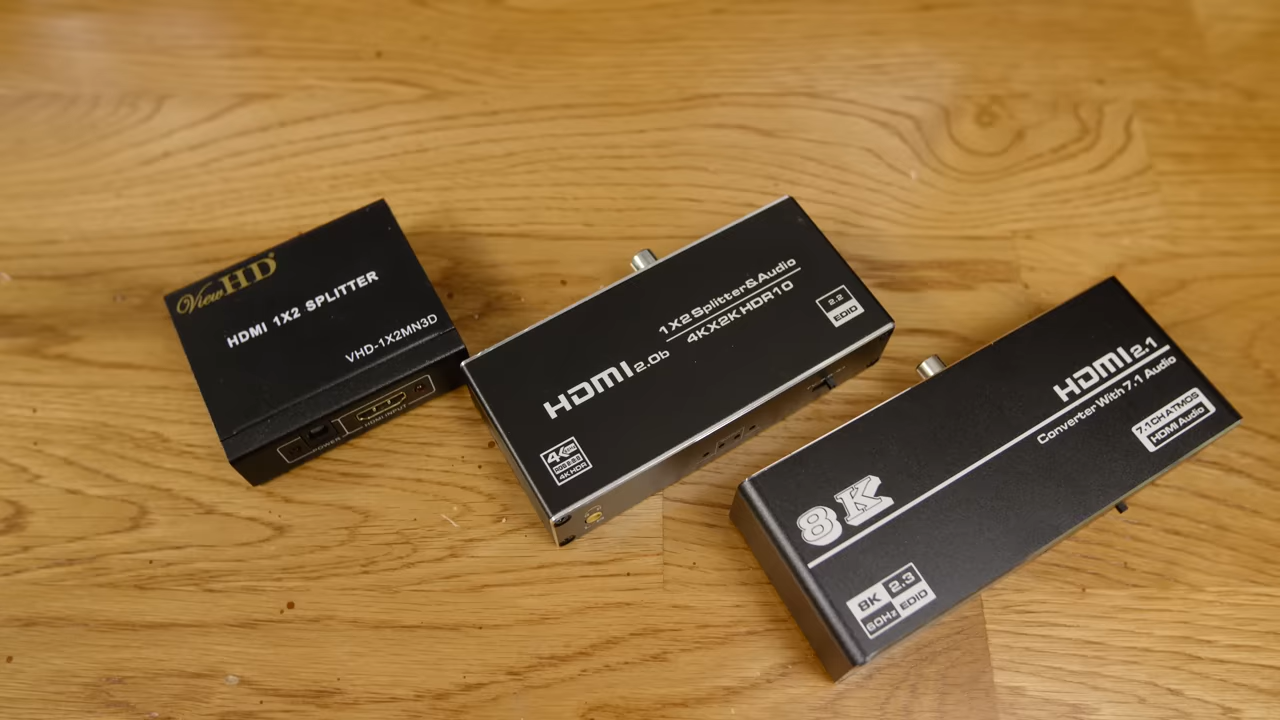 ViewHD
HDMI 1X2 SPLITTER
VHD-1X2MN3D
POWER
HDMI INPUT
HDMI 2.0b
1X2 Splitter&Audio
4KX2K HDR10
2.2
EDID
4K
4K HDR
HDMI 2.1
Converter With 7.1 Audio
7.1CH ATMOS
HDMI Audio
8K
8K 2.3
60Hz EDID